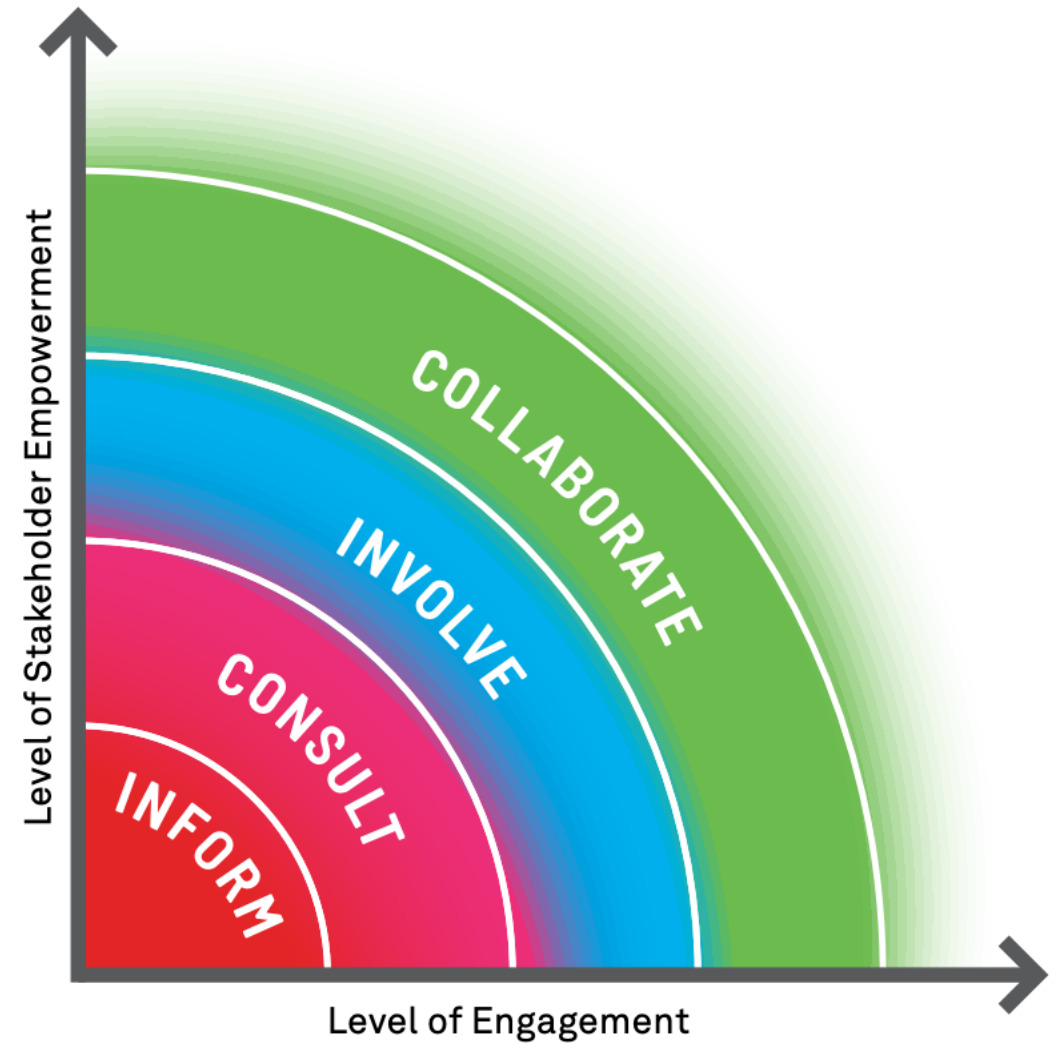 Level of Stakeholder Empowerment
COLLABORATE
INVOLVE
CONSULT
INFORM
Level of Engagement